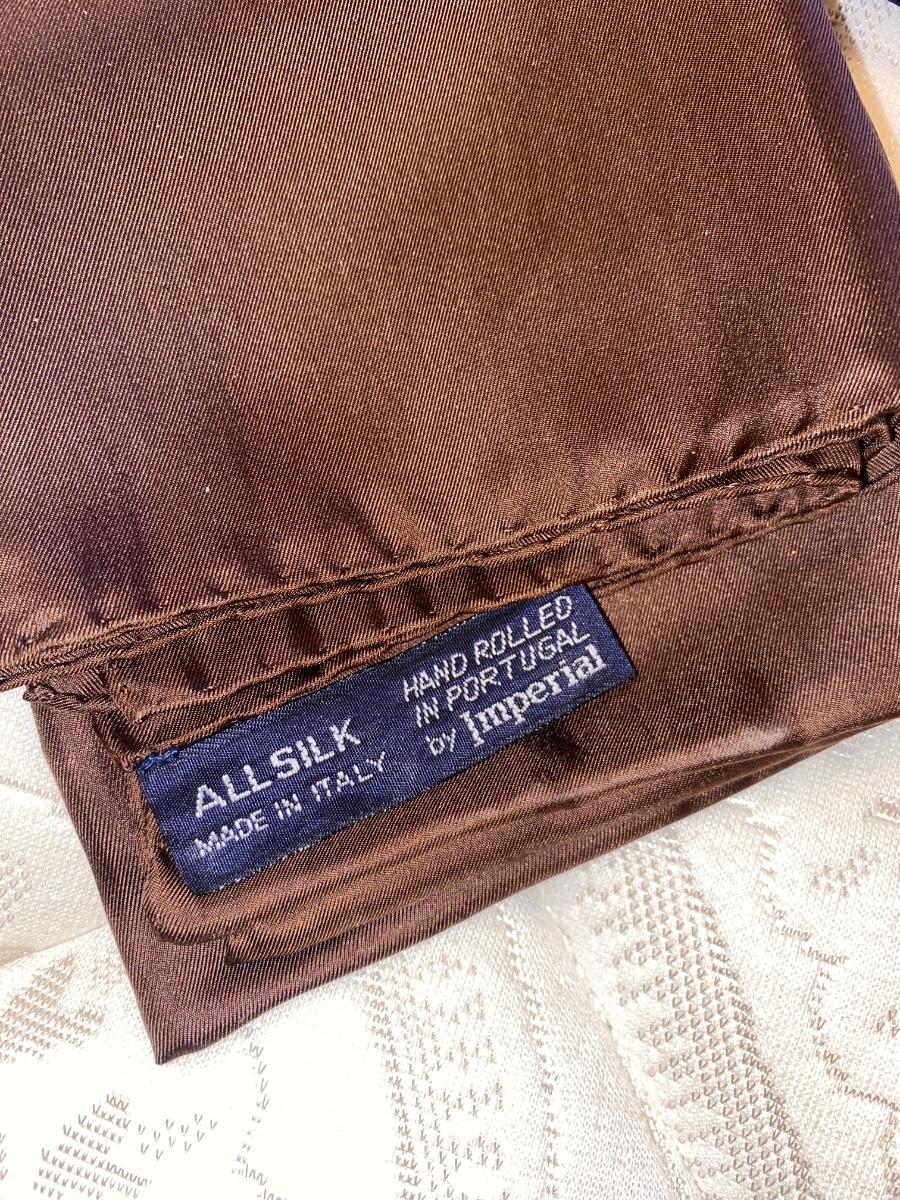 ALL SILK
MADE IN ITALY
HAND ROLLED
IN PORTUGAL
by Imperial